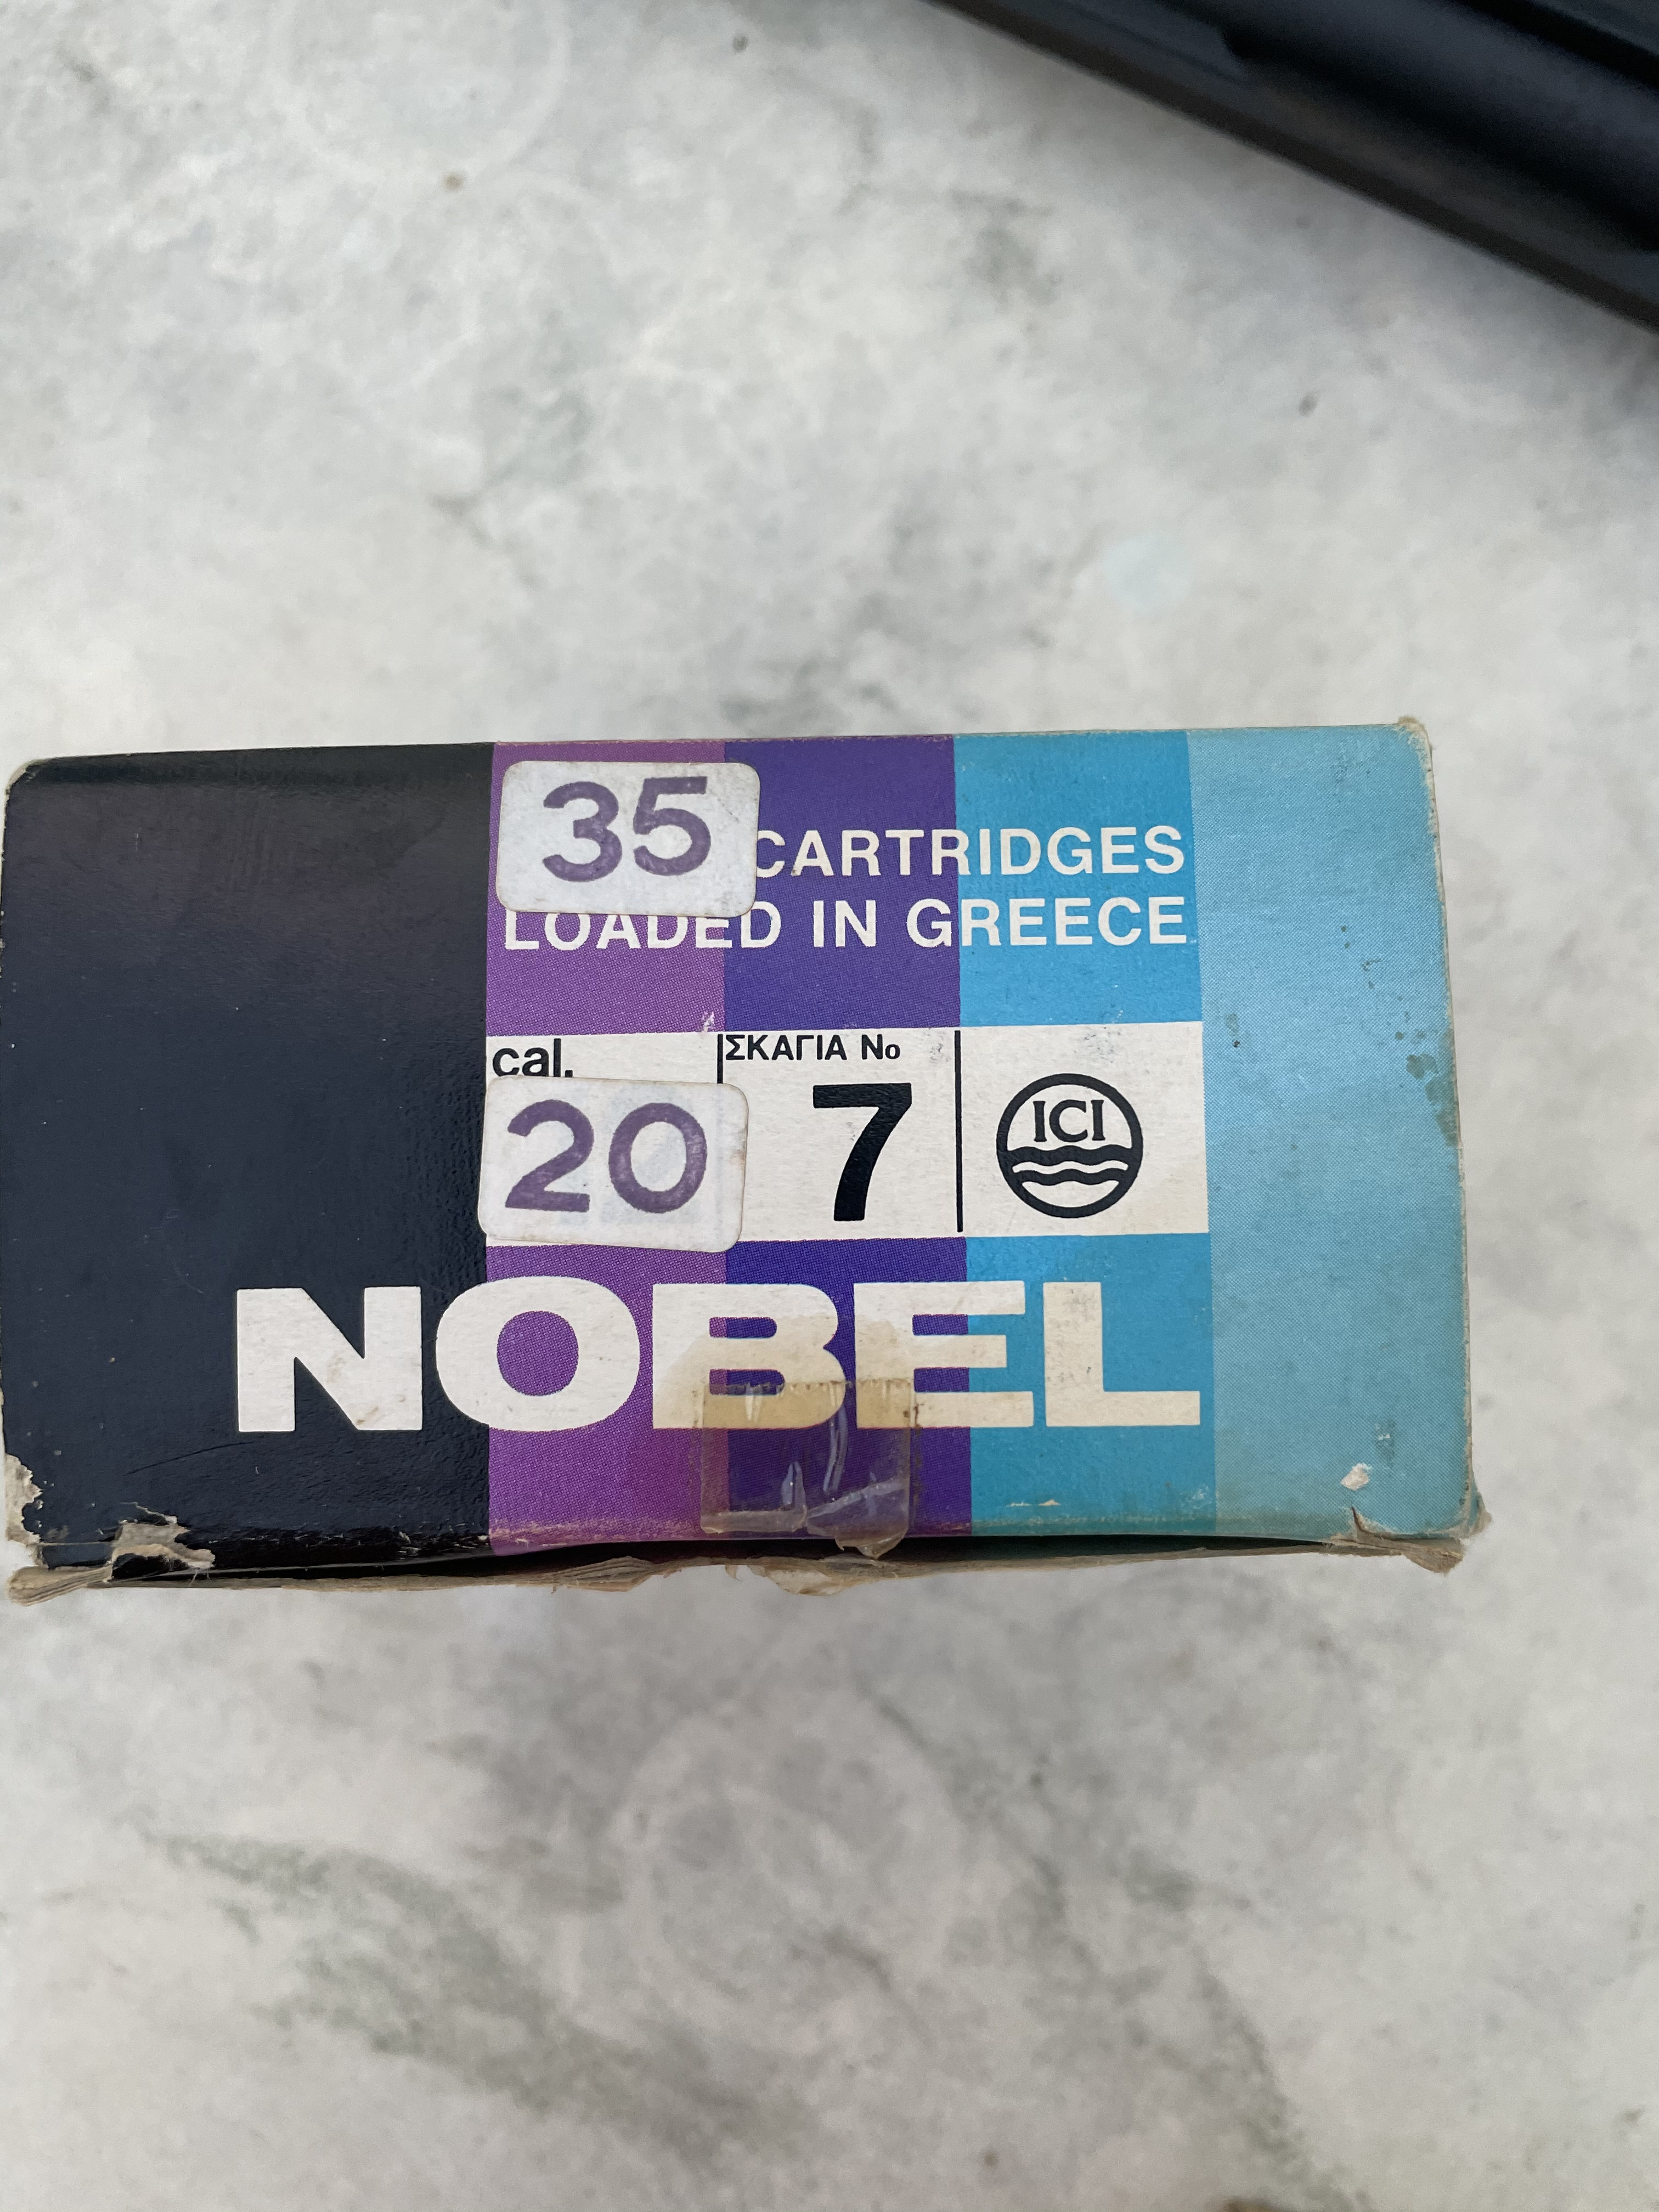 35 CARTRIDGES
LOADED IN GREECE
cal. ΣΚΑΓΙΑ Νο
20 7 ICI
NOBEL